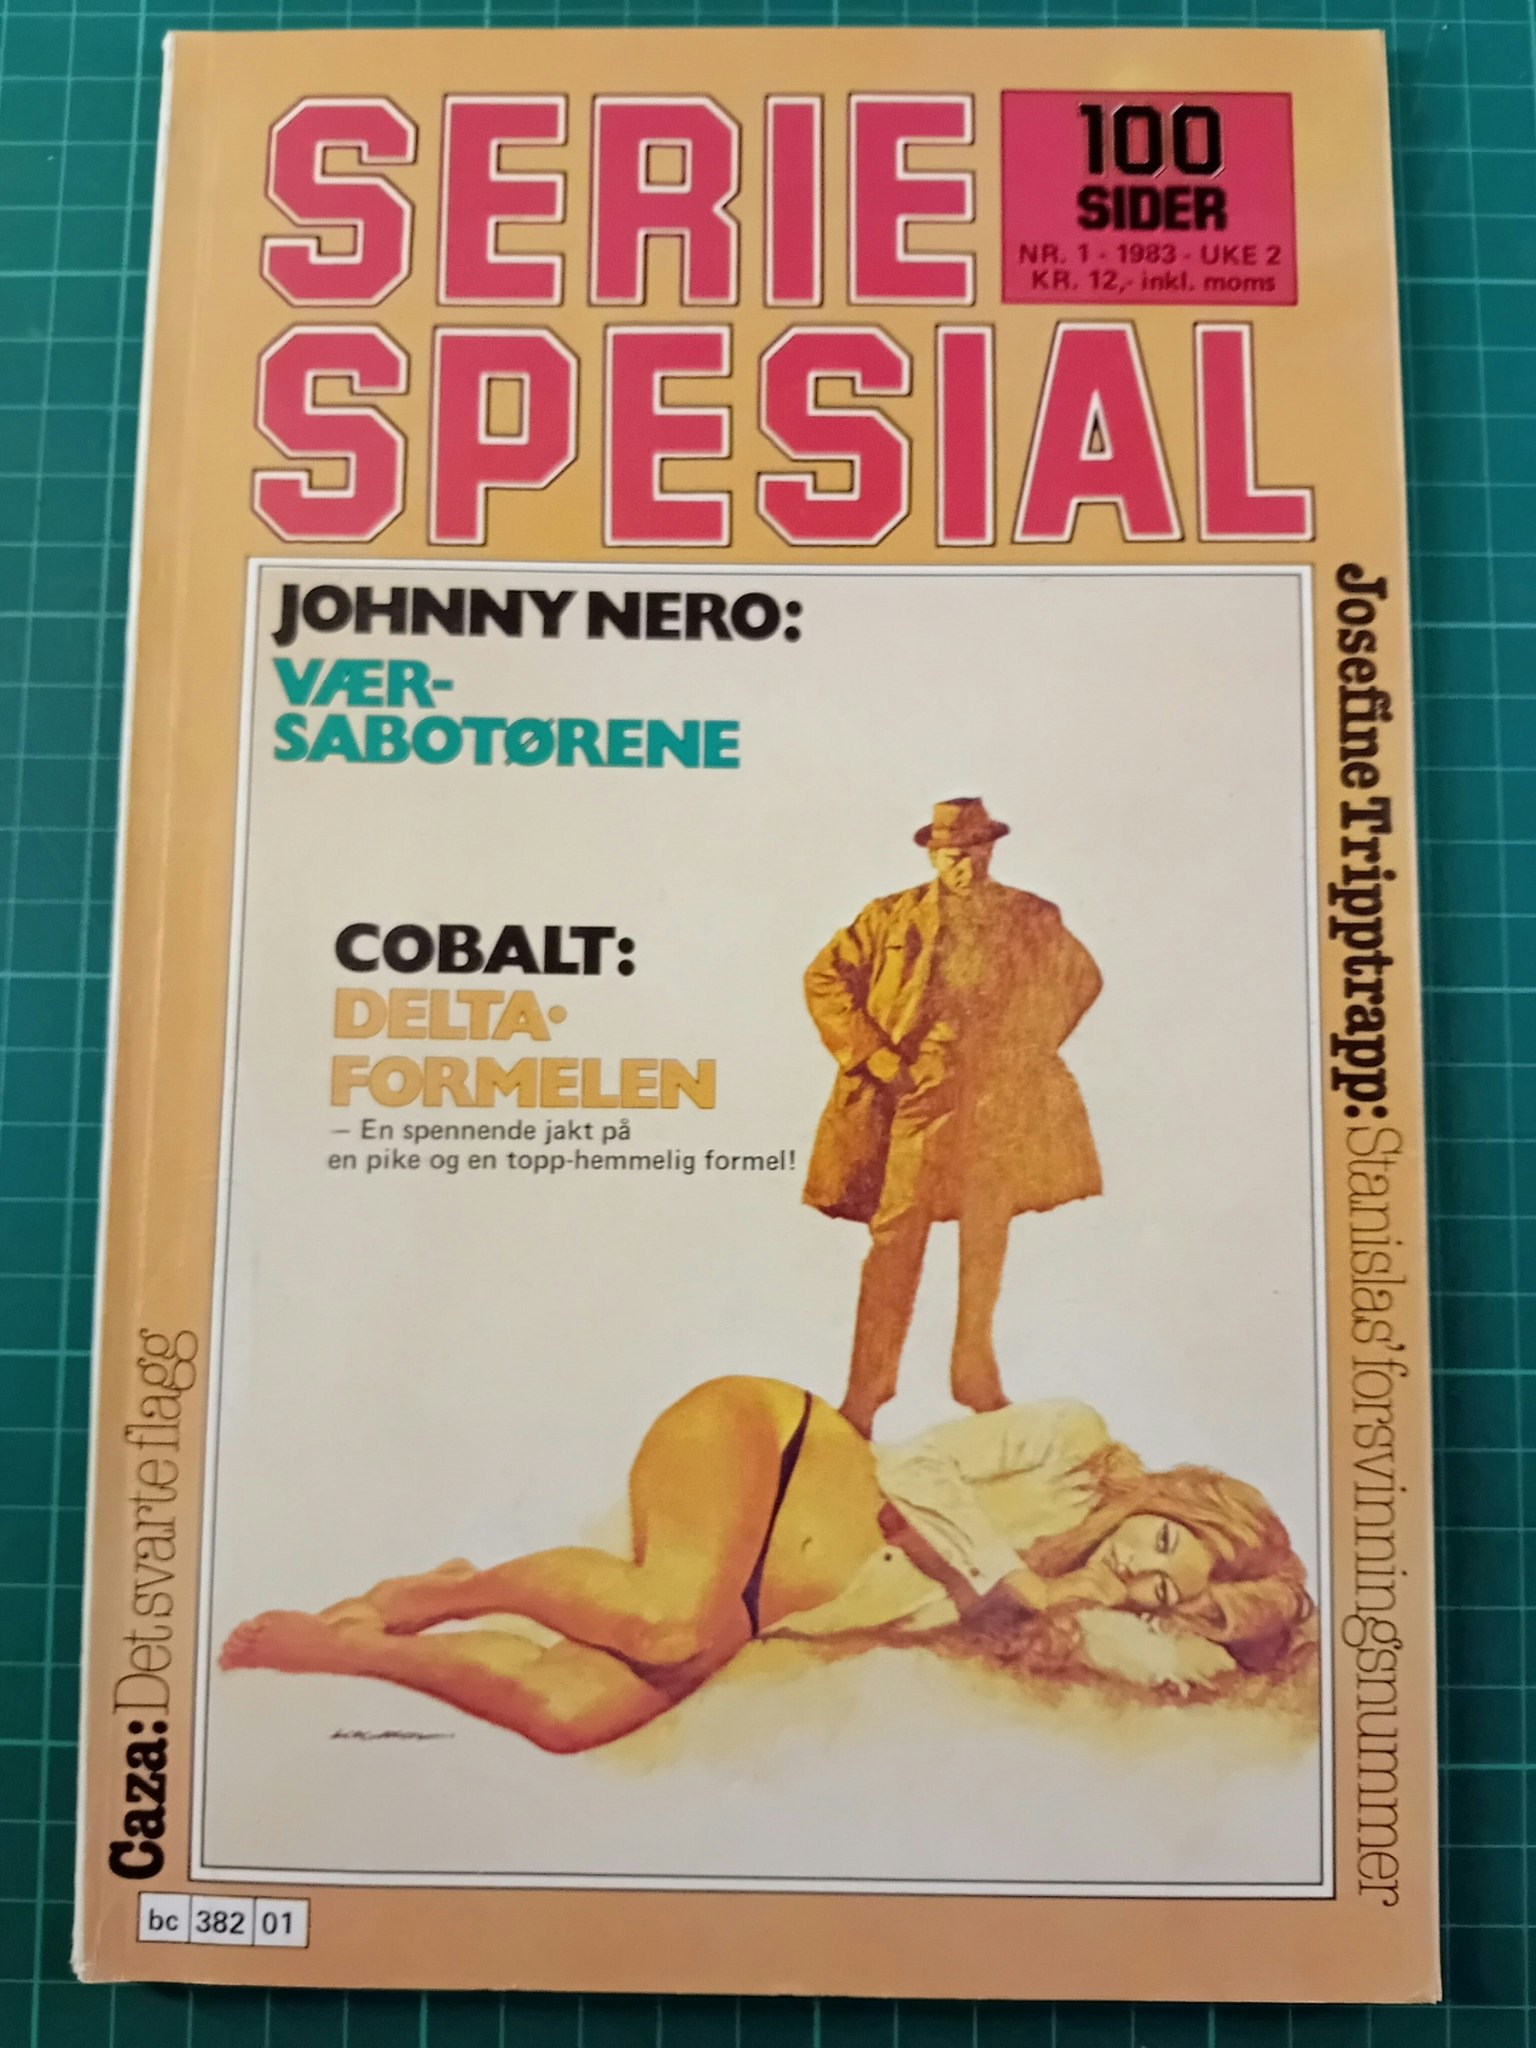 SERIE
SPESIAL
100
SIDER
NR. 1 - 1983 - UKE 2
KR. 12,- inkl. moms
JOHNNY NERO:
VÆR-
SABOTØRENE
COBALT:
DELTA-
FORMELEN
– En spennende jakt på
en pike og en topp-hemmelig formel!
Josefine Tripptrapp: Stanislas' forsvinningsnummer
Caza: Det svarte flagg
bc 382 01